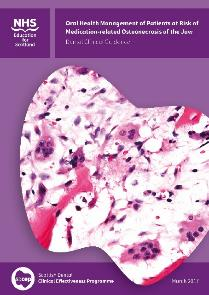 NHS
Education
for
Scotland
Oral Health Management of Patients at Risk of
Medication-related Osteonecrosis of the Jaw
Dental Clinical Guidance
Scottish Dental
Clinical Effectiveness Programme
March 2017